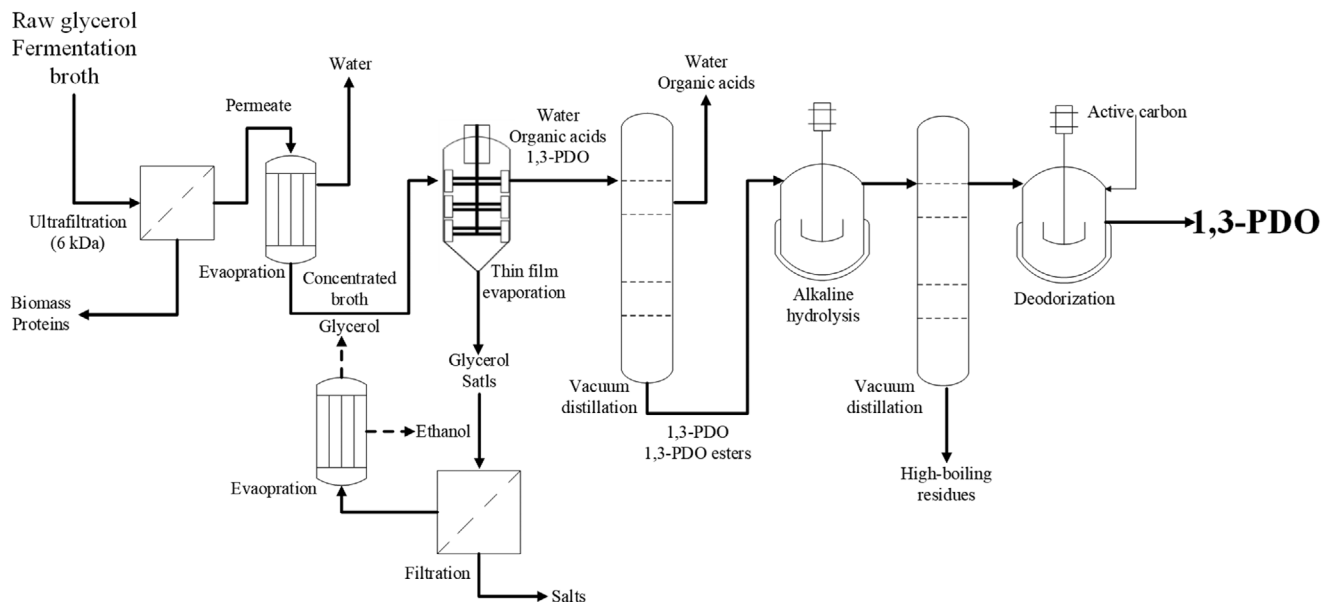 Raw glycerol
Fermentation
broth
Water
Permeate
Ultrafiltration
(6 kDa)
Evaopration
Biomass
Proteins
Concentrated
broth
Glycerol
Thin film
evaporation
Glycerol
Satls
Ethanol
Evaopration
Filtration
Salts
Water
Organic acids
1,3-PDO
Water
Organic acids
Vacuum
distillation
1,3-PDO
1,3-PDO esters
Alkaline
hydrolysis
Vacuum
distillation
High-boiling
residues
Active carbon
Deodorization
1,3-PDO